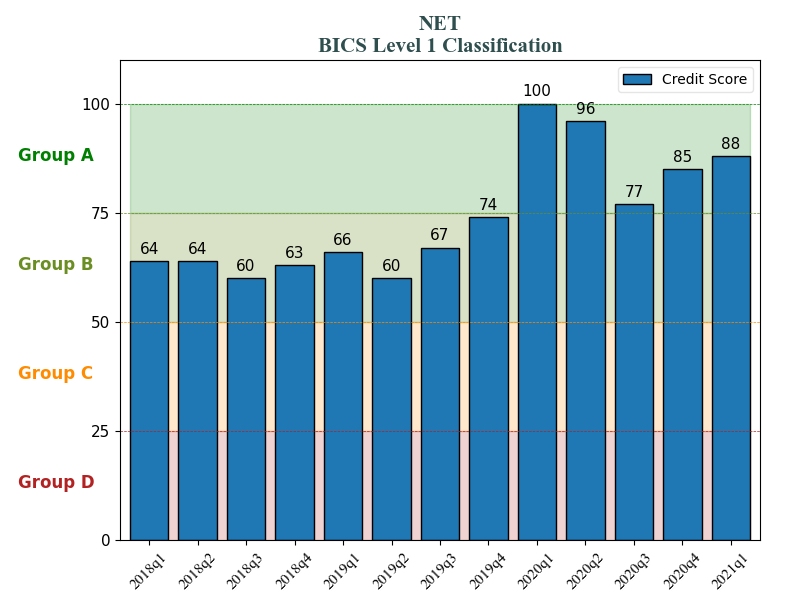 NET
BICS Level 1 Classification
Credit Score
100
75
50
25
0
Group A
Group B
Group C
Group D
64
64
60
63
66
60
67
74
100
96
77
85
88
2018q1
2018q2
2018q3
2018q4
2019q1
2019q2
2019q3
2019q4
2020q1
2020q2
2020q3
2020q4
2021q1